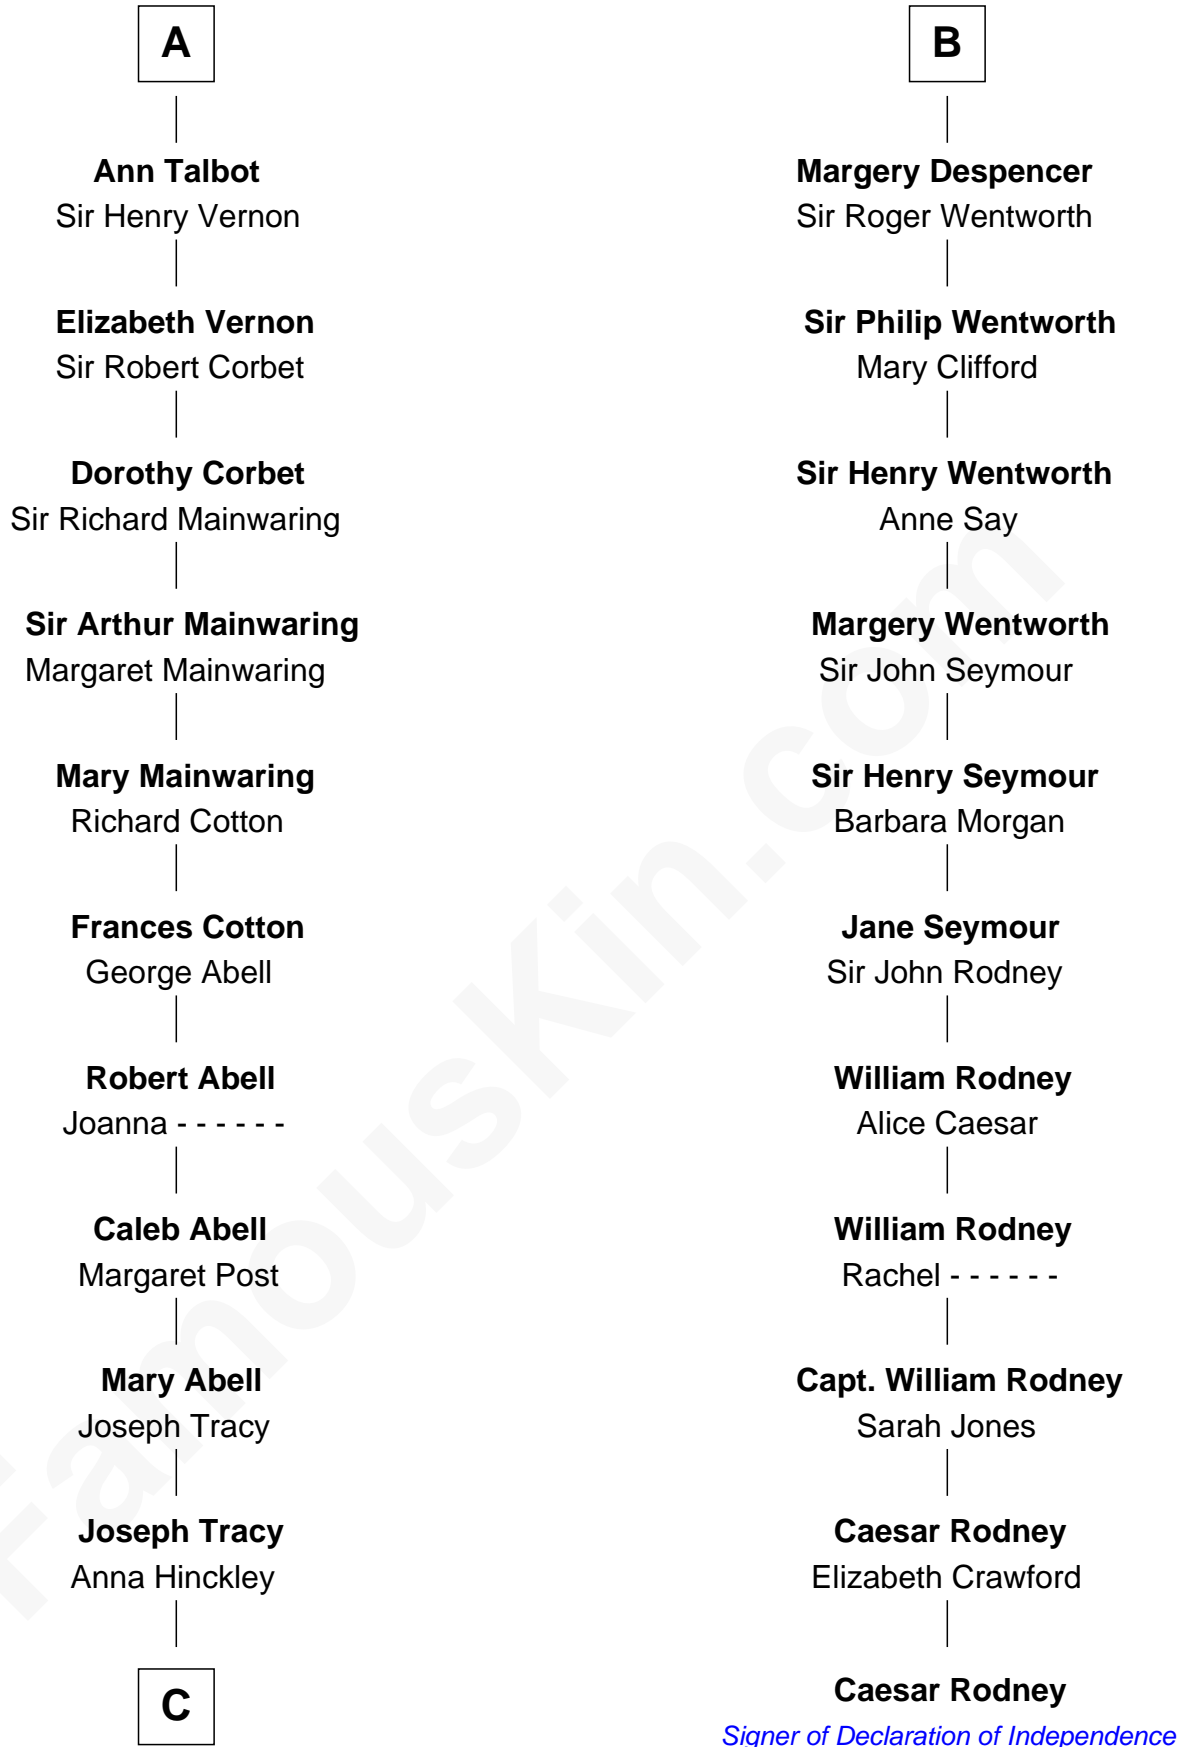 A
Ann Talbot
Sir Henry Vernon
Elizabeth Vernon
Sir Robert Corbet
Dorothy Corbet
Sir Richard Mainwaring
Sir Arthur Mainwaring
Margaret Mainwaring
Mary Mainwaring
Richard Cotton
Frances Cotton
George Abell
Robert Abell
Joanna - - - - - -
Caleb Abell
Margaret Post
Mary Abell
Joseph Tracy
Joseph Tracy
Anna Hinckley
C
B
Margery Despencer
Sir Roger Wentworth
Sir Philip Wentworth
Mary Clifford
Sir Henry Wentworth
Anne Say
Margery Wentworth
Sir John Seymour
Sir Henry Seymour
Barbara Morgan
Jane Seymour
Sir John Rodney
William Rodney
Alice Caesar
William Rodney
Rachel - - - - - -
Capt. William Rodney
Sarah Jones
Caesar Rodney
Elizabeth Crawford
Caesar Rodney
Signer of Declaration of Independence
FamousKin.com